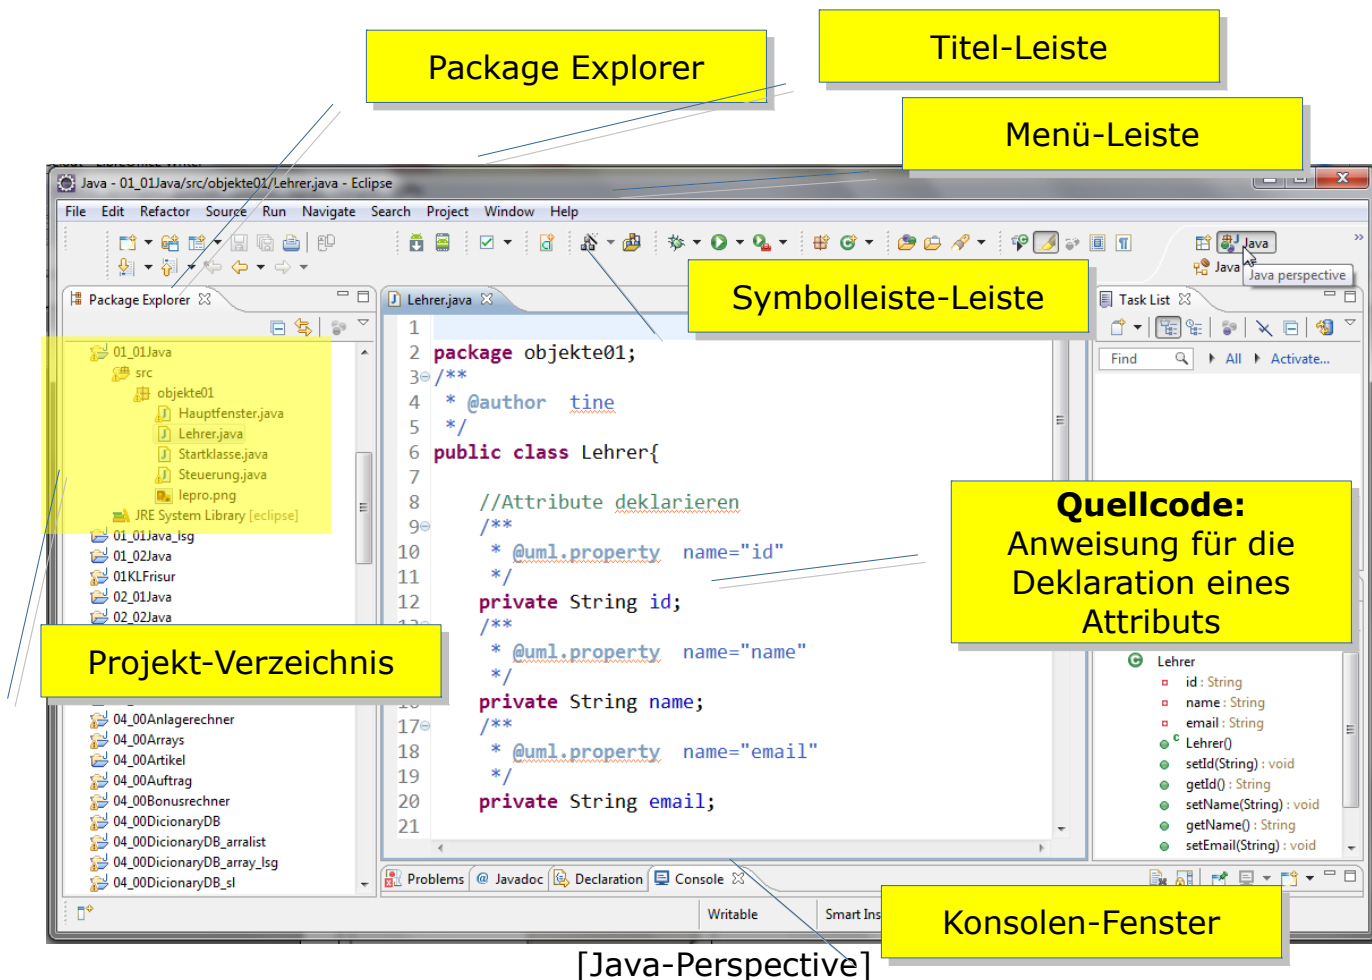 Package Explorer
Titel-Leiste
Menü-Leiste
Java - 01_01Java/src/objekte01/Lehrer.java - Eclipse
File Edit Refactor Source Run Navigate Search Project Window Help
Java
Java
Java perspective
Symbolleiste-Leiste
Package Explorer
Lehrer.java
Task List
Find All Activate...
01_01Java
src
objekte01
Hauptfenster.java
Lehrer.java
Startklasse.java
Steuerung.java
lepro.png
JRE System Library [eclipse]
01_01Java_lsg
01_02Java
01KLFrisur
02_01Java
02_02Java
Projekt-Verzeichnis
04_00Anlagerechner
04_00Arrays
04_00Artikel
04_00Auftrag
04_00Bonusrechner
04_00DicionaryDB
04_00DicionaryDB_arralist
04_00DicionaryDB_array_lsg
04_00DicionaryDB_sl
1
2 package objekte01;
3 /**
4 * @author tine
5 */
6 public class Lehrer{
7
8 //Attribute deklarieren
9 /**
10 * @uml.property name="id"
11 */
12 private String id;
/**
* @uml.property name="name"
*/
private String name;
17 /**
18 * @uml.property name="email"
19 */
20 private String email;
21
Quellcode:
Anweisung für die
Deklaration eines
Attributs
Lehrer
id : String
name : String
email : String
Lehrer()
setId(String) : void
getId() : String
setName(String) : void
getName() : String
setEmail(String) : void
Problems @ Javadoc Declaration Console
Writable Smart Ins
Konsolen-Fenster
[Java-Perspective]